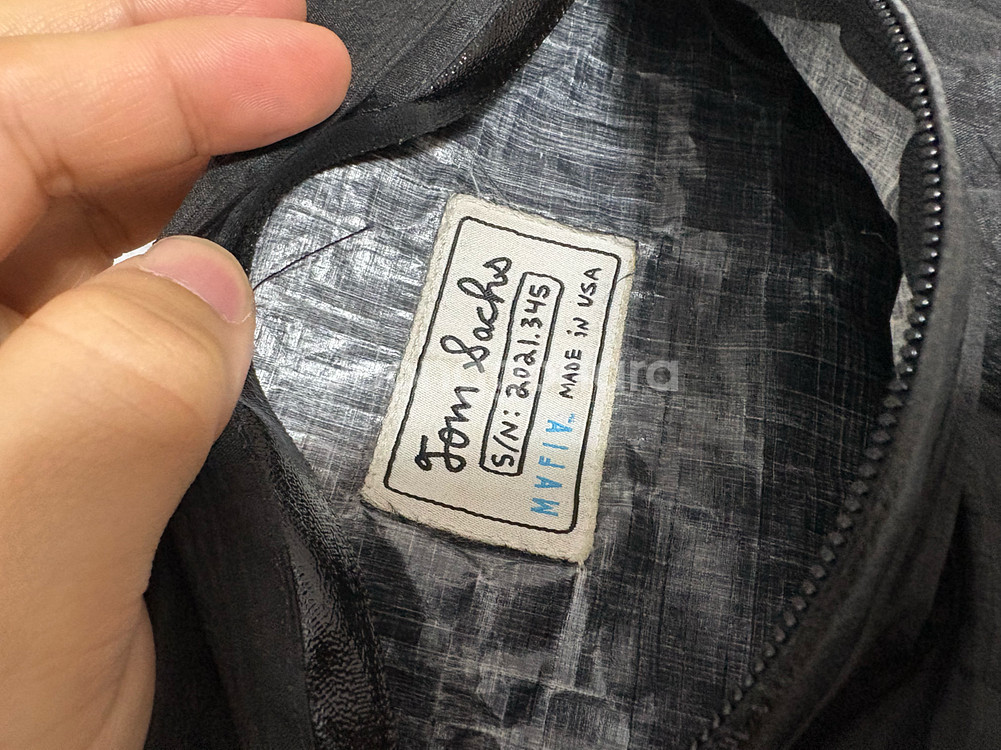 Tom Sachs
S/N: 2021.345
MAFIA™ MADE iN USA